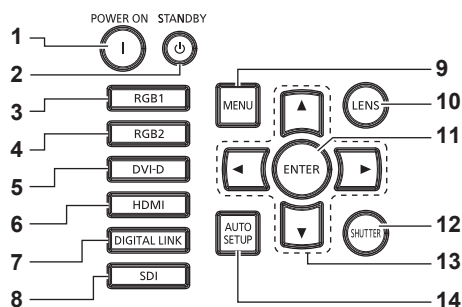 POWER ON STANDBY
1
2
3 RGB1
4 RGB2
5 DVI-D
6 HDMI
7 DIGITAL LINK
8 SDI
MENU 9
LENS 10
ENTER 11
SHUTTER 12
13
AUTO SETUP 14